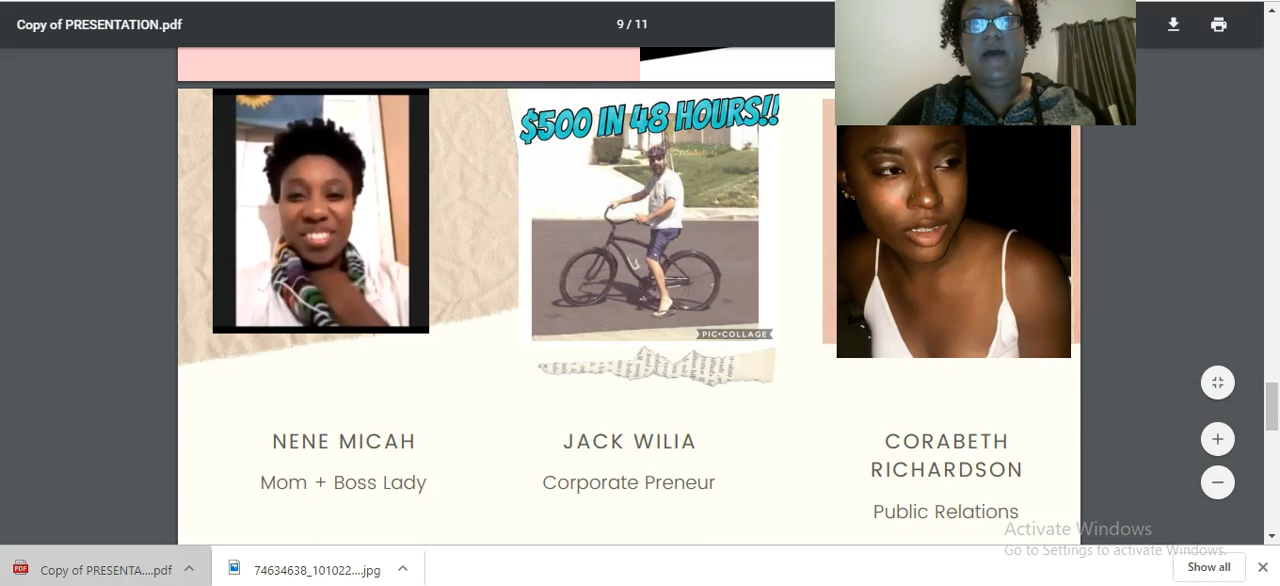 Copy of PRESENTATION.pdf
9 / 11
$500 IN 48 HOURS!!
PIC•COLLAGE
NENE MICAH
Mom + Boss Lady
JACK WILIA
Corporate Preneur
CORABETH
RICHARDSON
Public Relations
Activate Windows
Go to Settings to activate Windows.
Copy of PRESENTA....pdf
74634638_101022....jpg
Show all